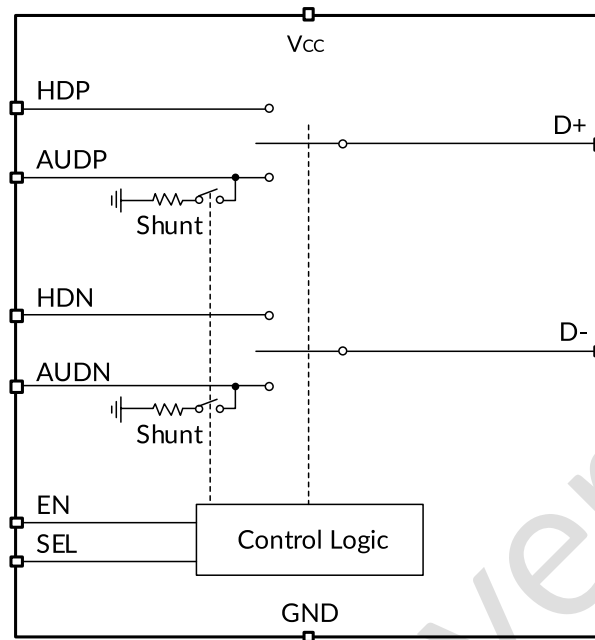 VCC
HDP
D+
AUDP
Shunt
HDN
D-
AUDN
Shunt
EN
SEL
Control Logic
GND